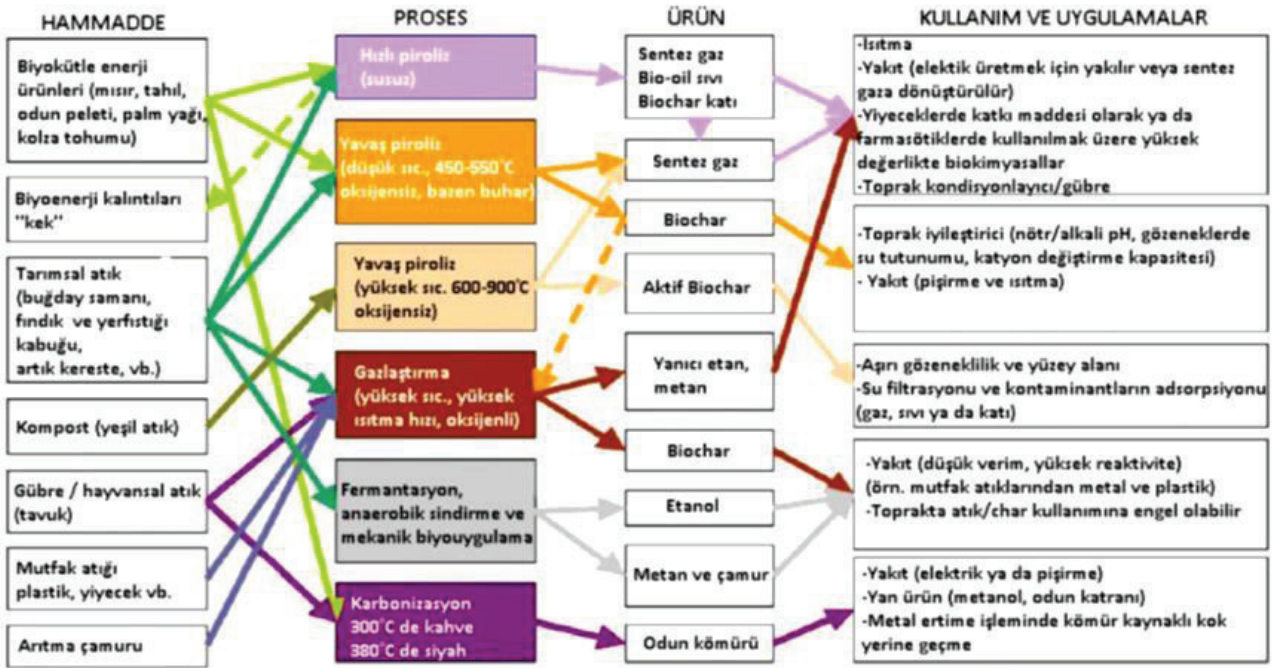 HAMMADDE
Biyokütle enerji
ürünleri (mısır, tahıl,
odun peleti, palm yağı,
kolza tohumu)
Biyoenerji kalıntıları
"kek"
Tarımsal atık
(buğday samanı,
fındık ve yerfıstığı
kabuğu,
artık kereste, vb.)
Kompost (yeşil atık)
Gübre / hayvansal atık
(tavuk)
Mutfak atığı
plastik, yiyecek vb.
Arıtma çamuru
PROSES
Hızlı piroliz
(susuz)
Yavaş piroliz
(düşük sıc., 450-550°C
oksijensiz, bazen buhar)
Yavaş piroliz
(yüksek sıc. 600-900°C
oksijensiz)
Gazlaştırma
(yüksek sıc., yüksek
ısıtma hızı, oksijenli)
Fermantasyon,
anaerobik sindirme ve
mekanik biyouygulama
Karbonizasyon
300°C de kahve
380°C de siyah
ÜRÜN
Sentez gaz
Bio-oil sıvı
Biochar katı
Sentez gaz
Biochar
Aktif Biochar
Yanıcı etan,
metan
Biochar
Etanol
Metan ve çamur
Odun kömürü
KULLANIM VE UYGULAMALAR
-Isıtma
-Yakıt (elektik üretmek için yakılır veya sentez
gaza dönüştürülür)
-Yiyeceklerde katkı maddesi olarak ya da
farmasötiklerde kullanılmak üzere yüksek
değerlikte biokimyasallar
-Toprak kondisyonlayıcı/gübre
-Toprak iyileştirici (nötr/alkali pH, gözeneklerde
su tutunumu, katyon değiştirme kapasitesi)
- Yakıt (pişirme ve ısıtma)
-Aşırı gözeneklilik ve yüzey alanı
-Su filtrasyonu ve kontaminantların adsorpsiyonu
(gaz, sıvı ya da katı)
-Yakıt (düşük verim, yüksek reaktivite)
(örn. mutfak atıklarından metal ve plastik)
-Toprakta atık/char kullanımına engel olabilir
-Yakıt (elektrik ya da pişirme)
-Yan ürün (metanol, odun katranı)
-Metal ertime işleminde kömür kaynaklı kok
yerine geçme